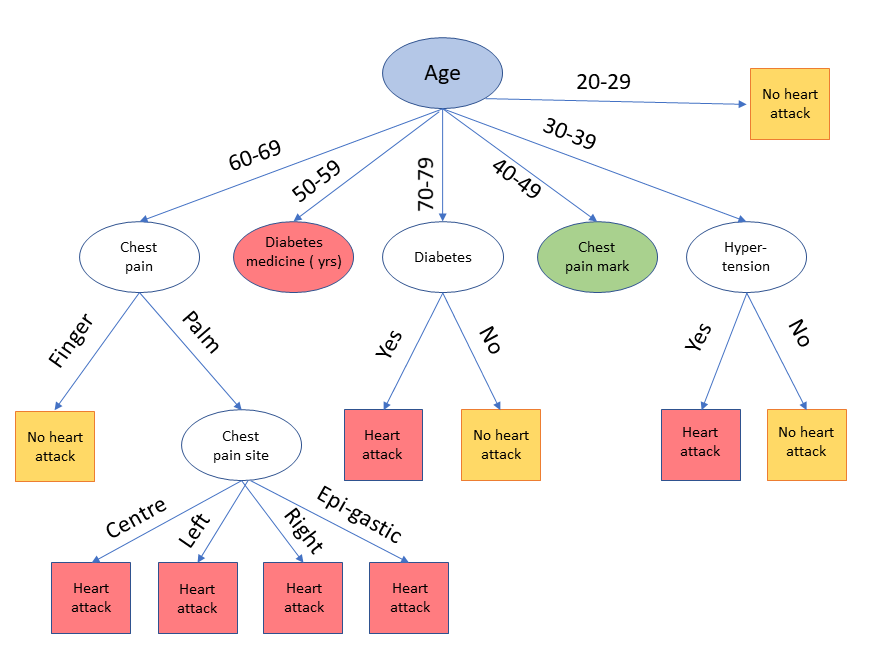 Age
20-29
No heart
attack
60-69
50-59
70-79
40-49
30-39
Chest
pain
Diabetes
medicine ( yrs)
Diabetes
Chest
pain mark
Hyper-
tension
Finger
Palm
Yes
No
Yes
No
No heart
attack
Chest
pain site
Heart
attack
No heart
attack
Heart
attack
No heart
attack
Centre
Left
Right
Epi-gastic
Heart
attack
Heart
attack
Heart
attack
Heart
attack